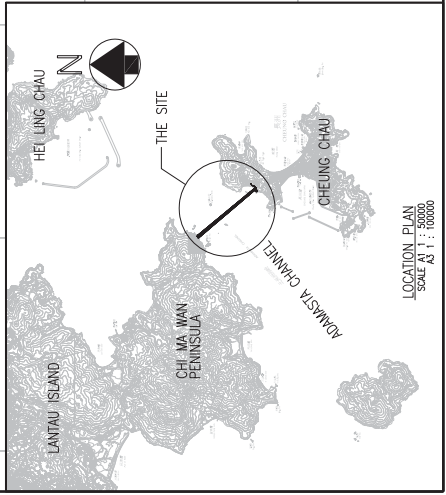 HEI LING CHAU
N
THE SITE
LANTAU ISLAND
CHI MA WAN
PENINSULA
ADAMASTA CHANNEL
CHEUNG CHAU
LOCATION PLAN
SCALE A1 1 : 50000
A3 1 : 100000